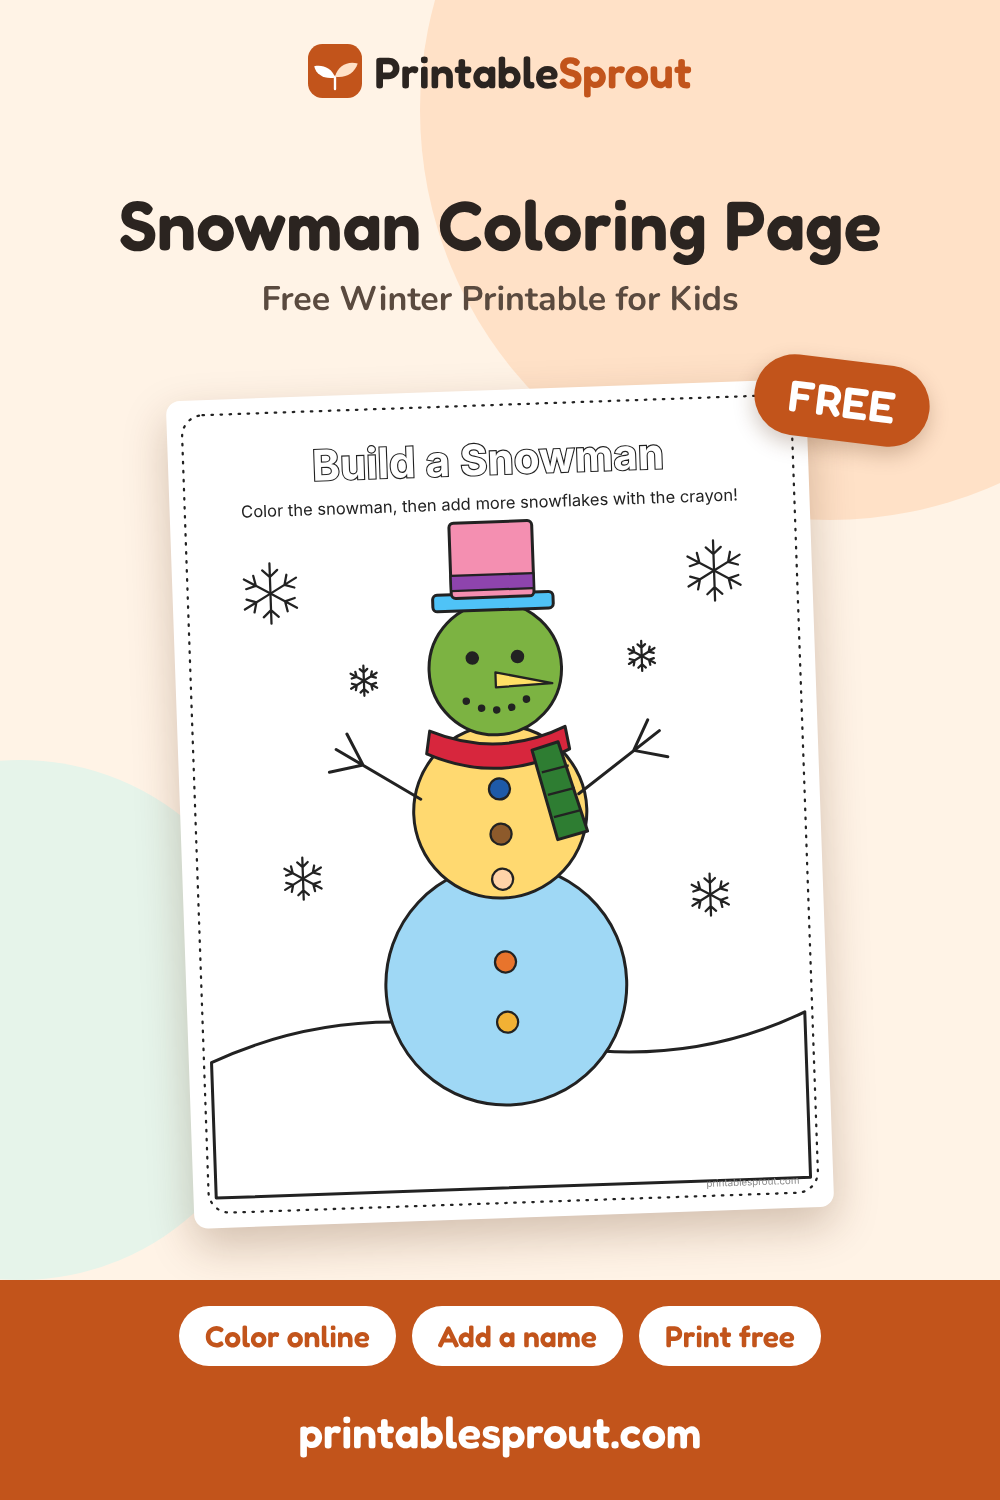 PrintableSprout
Snowman Coloring Page
Free Winter Printable for Kids
FREE
Build a Snowman
Color the snowman, then add more snowflakes with the crayon!
printablesprout.com
Color online
Add a name
Print free
printablesprout.com